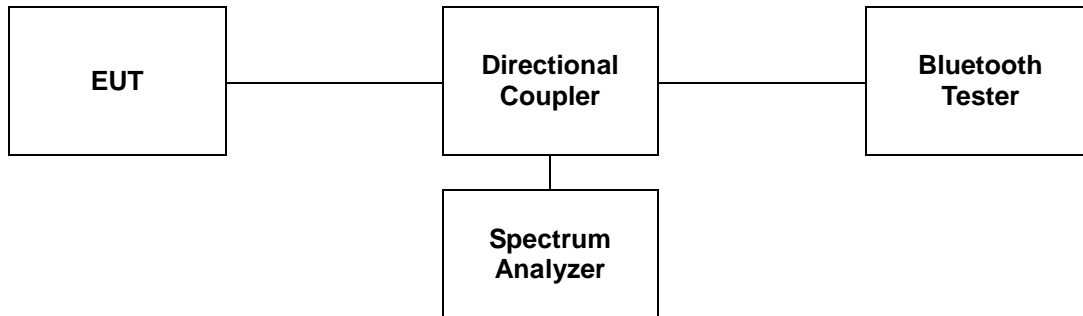 EUT
Directional
Coupler
Bluetooth
Tester
Spectrum
Analyzer